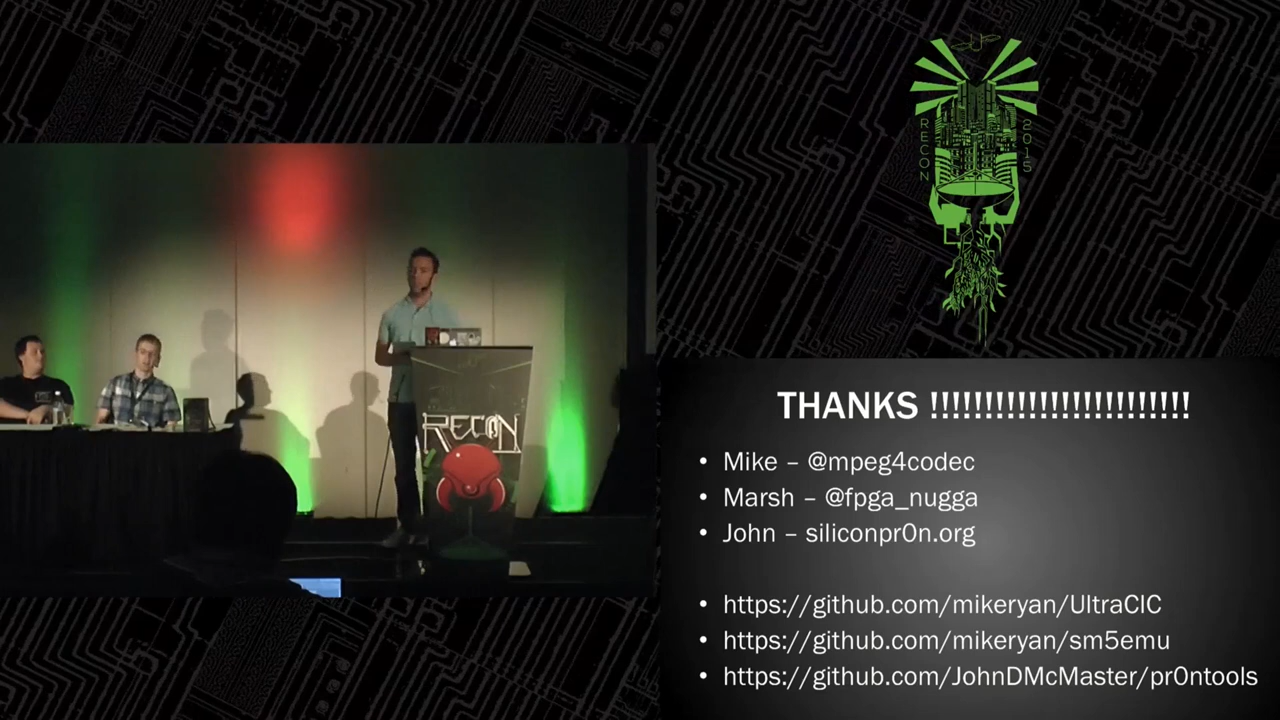 RECON
2015
RECON
THANKS !!!!!!!!!!!!!!!!!!!!!!!!
• Mike – @mpeg4codec
• Marsh – @fpga_nugga
• John – siliconpr0n.org
• https://github.com/mikeryan/UltraCIC
• https://github.com/mikeryan/sm5emu
• https://github.com/JohnDMcMaster/pr0ntools